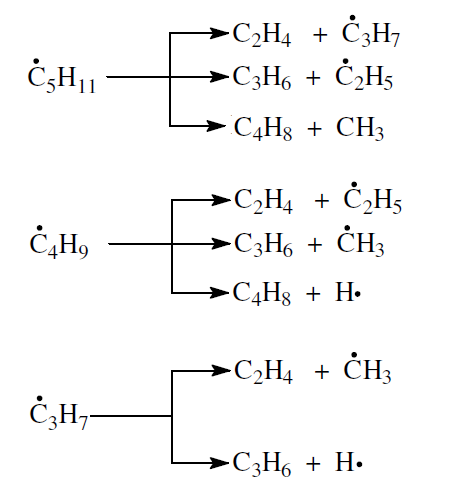 C₂H₄ + Ċ₃H₇
Ċ₅H₁₁ C₃H₆ + Ċ₂H₅
C₄H₈ + CH₃
C₂H₄ + Ċ₂H₅
Ċ₄H₉ C₃H₆ + ĊH₃
C₄H₈ + H•
C₂H₄ + ĊH₃
Ċ₃H₇
C₃H₆ + H•